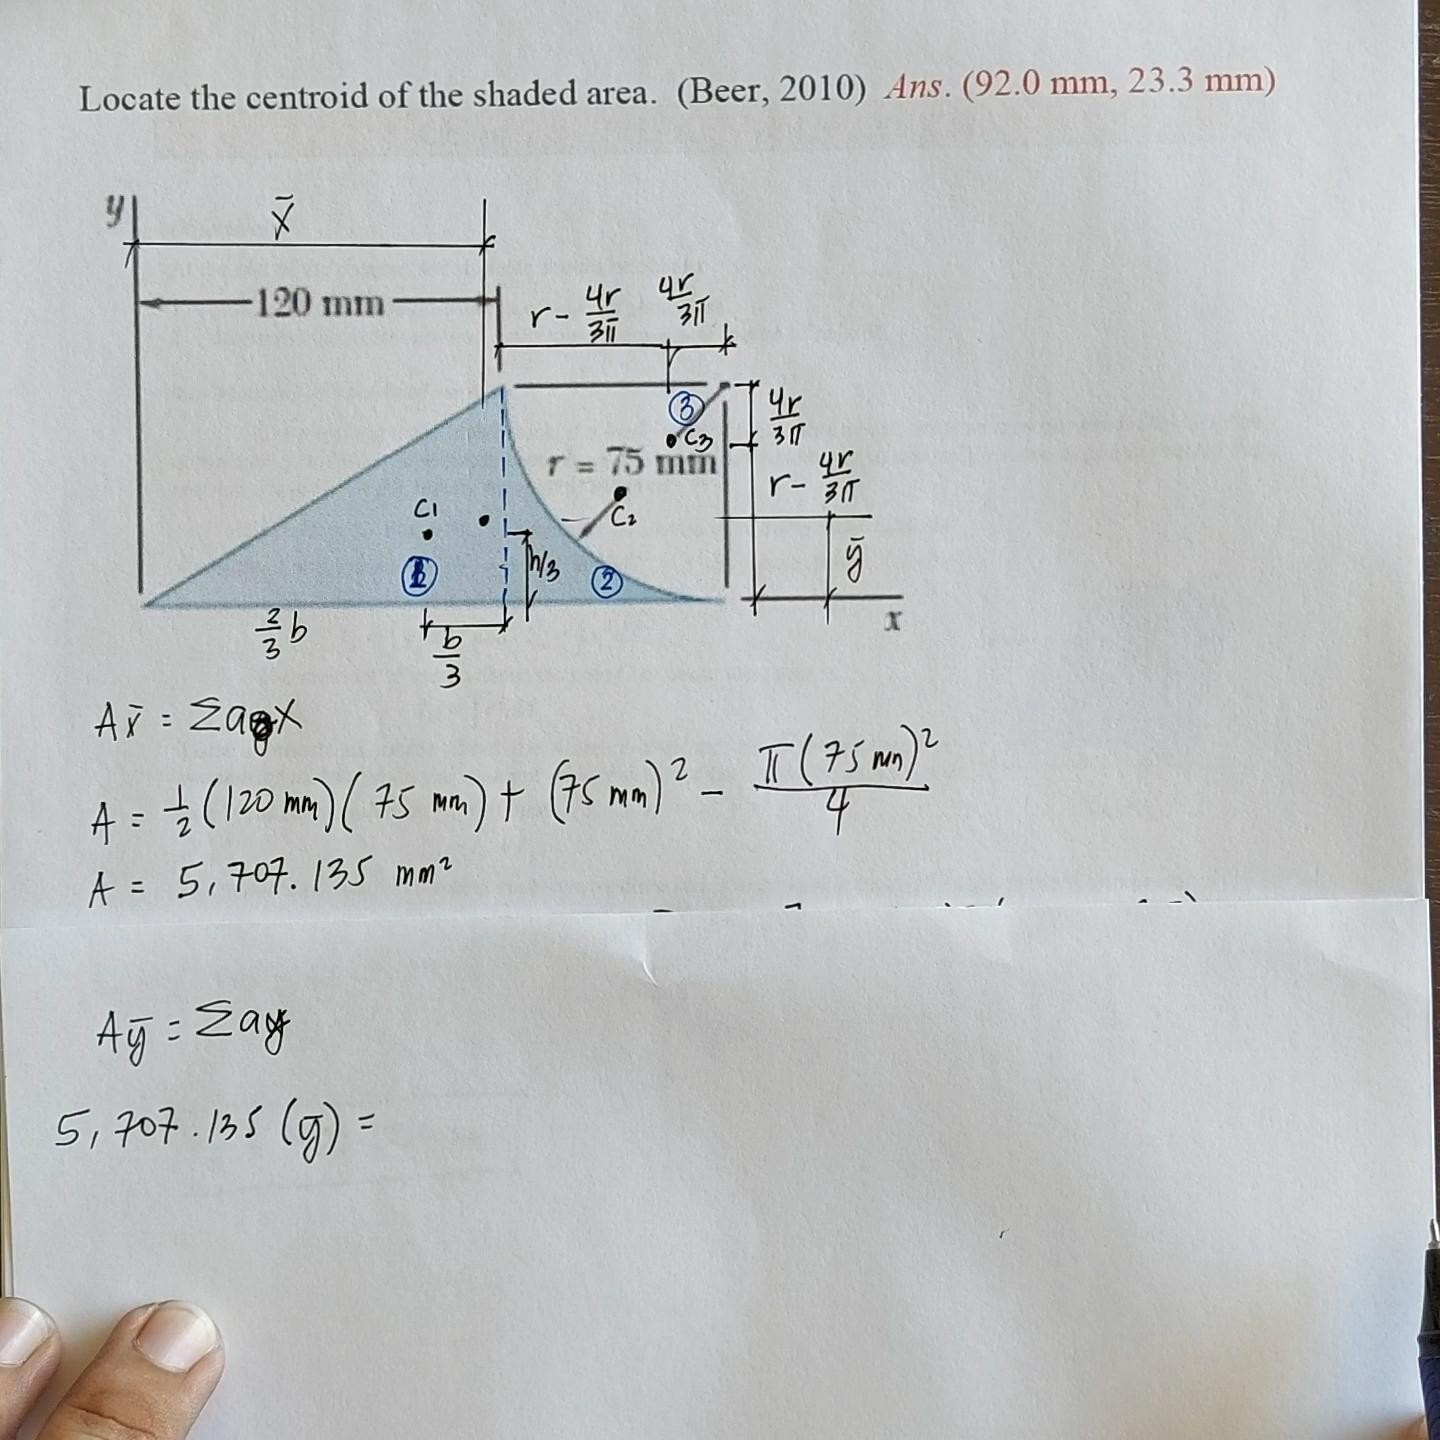 Locate the centroid of the shaded area. (Beer, 2010) Ans. (92.0 mm, 23.3 mm)
y
x̄
120 mm
r - 4r/3π
4r/3π
③
C3
4r/3π
r = 75 mm
r - 4r/3π
C1
C2
ȳ
h/3
①
②
x
2/3 b
b/3
Ax̄ = Σax
A = 1/2 (120 mm)(75 mm) + (75 mm)² - π(75 mm)²/4
A = 5,707.135 mm²
Aȳ = Σay
5,707.135 (ȳ) =